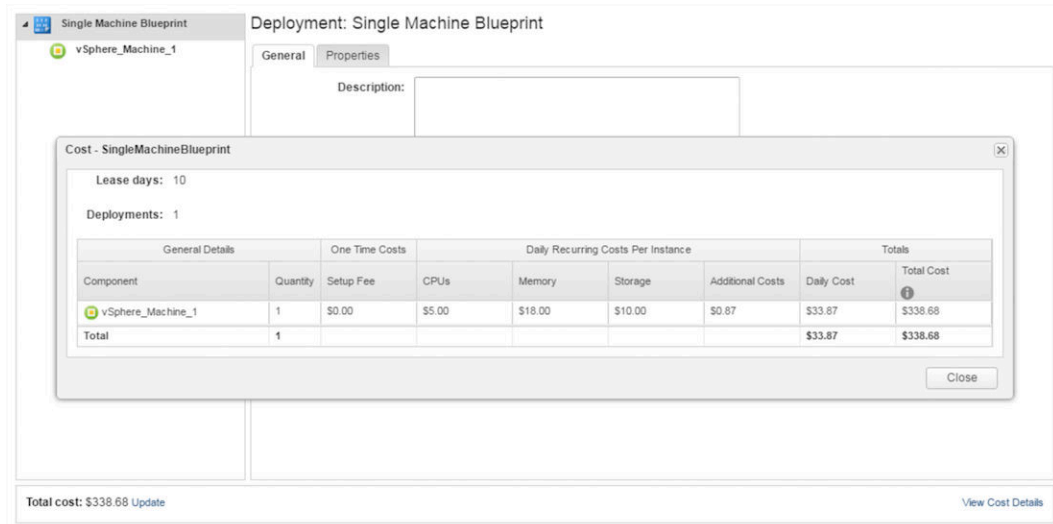 Single Machine Blueprint
vSphere_Machine_1
Deployment: Single Machine Blueprint
General Properties
Description:
Cost - SingleMachineBlueprint
Lease days: 10
Deployments: 1
General Details One Time Costs Daily Recurring Costs Per Instance Totals
Component Quantity Setup Fee CPUs Memory Storage Additional Costs Daily Cost Total Cost
vSphere_Machine_1 1 $0.00 $5.00 $18.00 $10.00 $0.87 $33.87 $338.68
Total 1 $33.87 $338.68
Close
Total cost: $338.68 Update View Cost Details